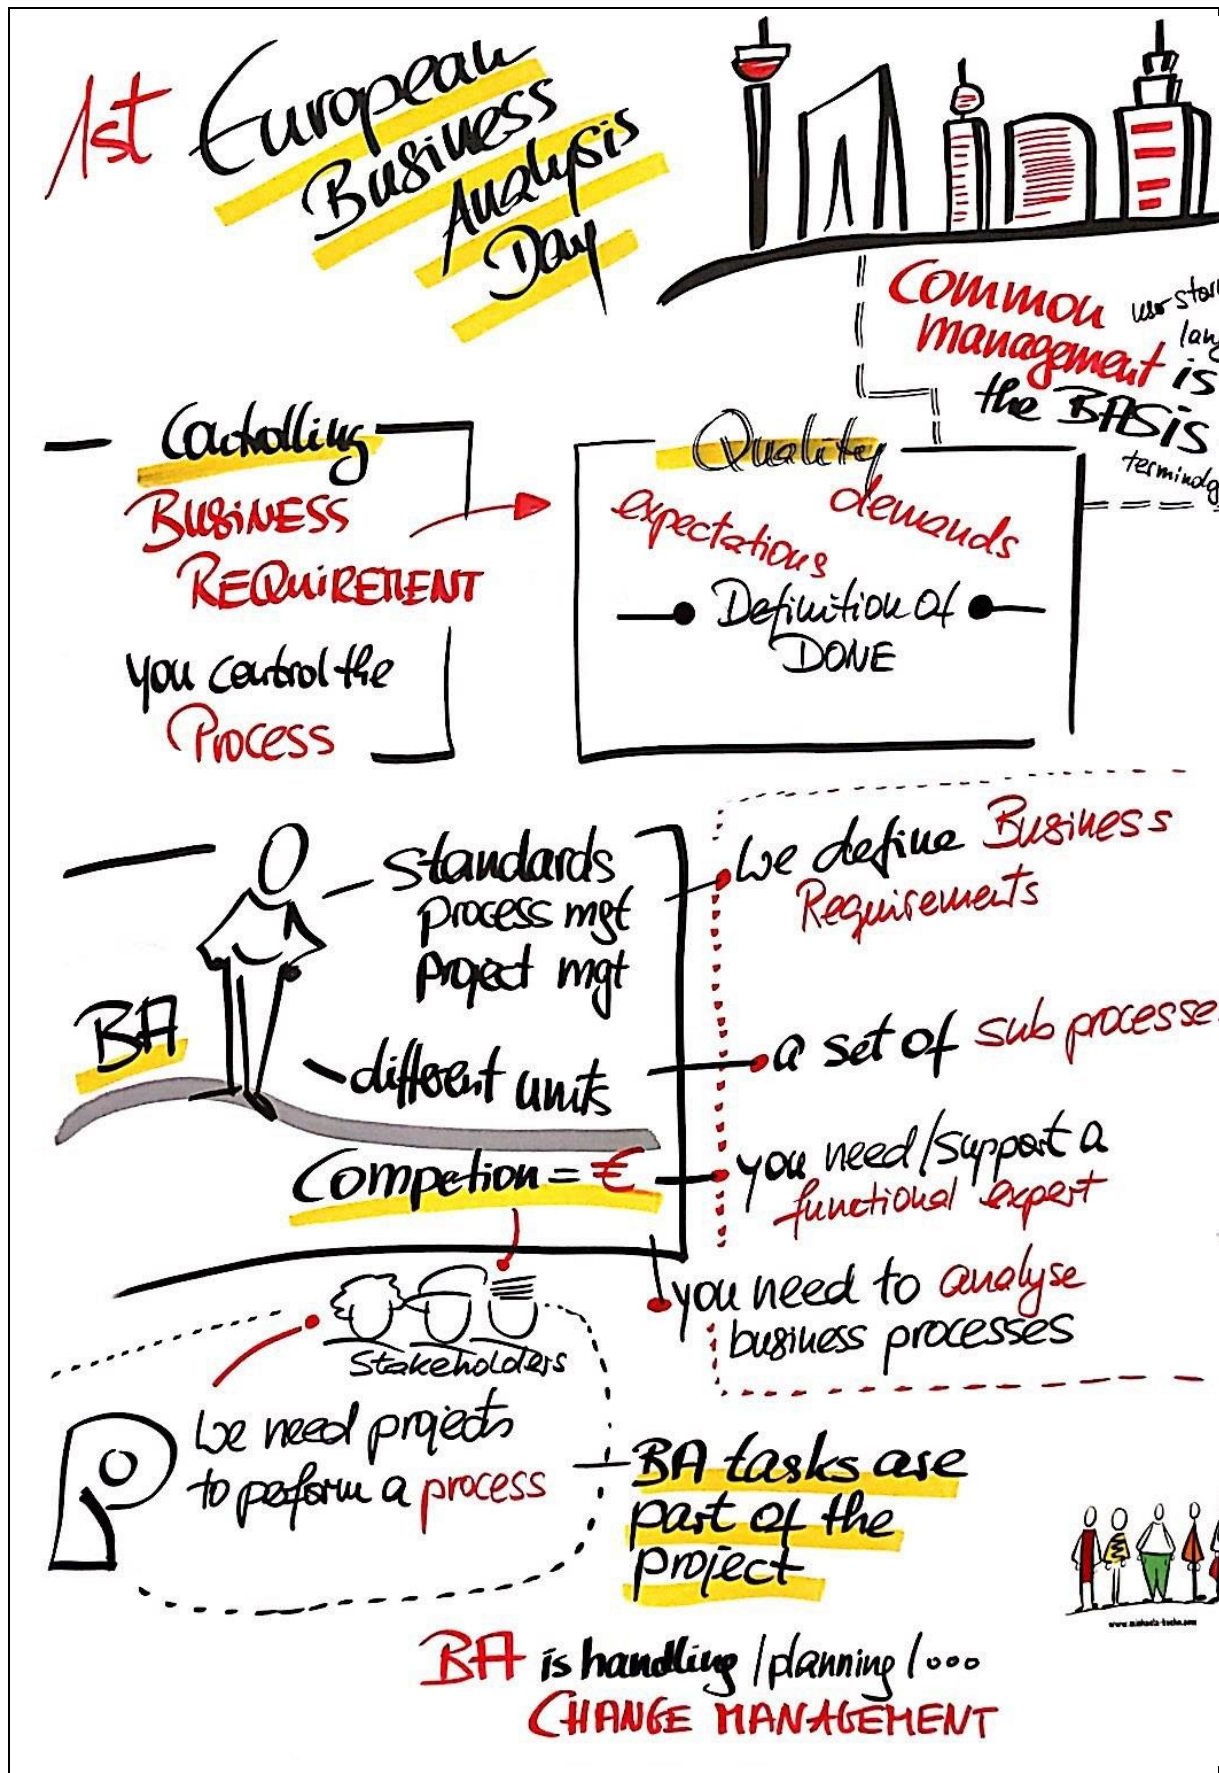 1st European
Business
Analysis
Day
Common
management is
the BASIS
Controlling
BUSINESS
REQUIREMENT
you control the
Process
Quality
expectations
demands
Definition of
DONE
BA
standards
process mgt
project mgt
different units
Competion = €
We define Business
Requirements
a set of sub processe
you need / support a
functional expert
you need to analyse
business processes
Stakeholders
We need projects
to perform a process
BA tasks are
part of the
project
BA is handling / planning / ...
CHANGE MANAGEMENT